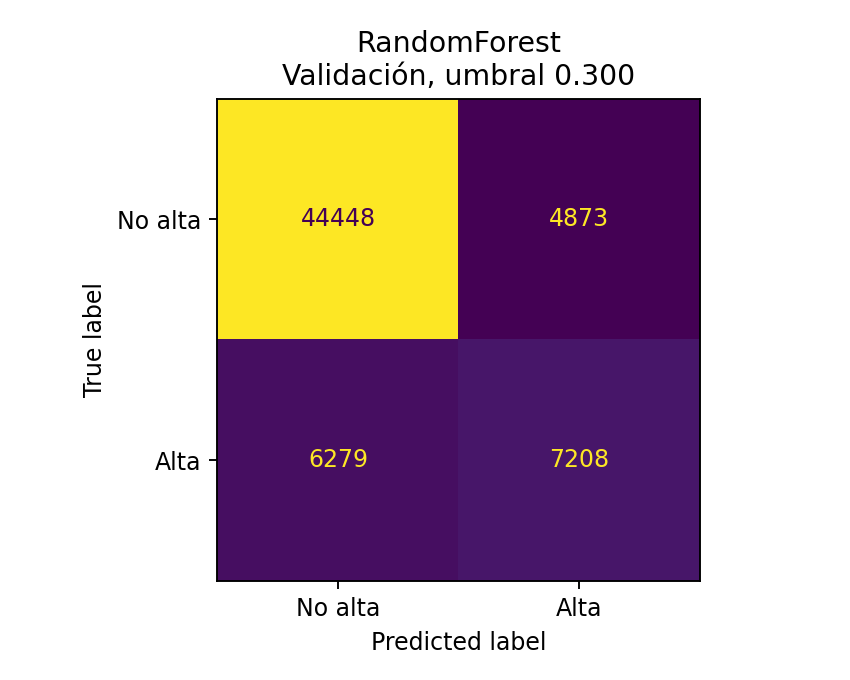 RandomForest
Validación, umbral 0.300
No alta
44448
4873
True label
Alta
6279
7208
No alta
Alta
Predicted label